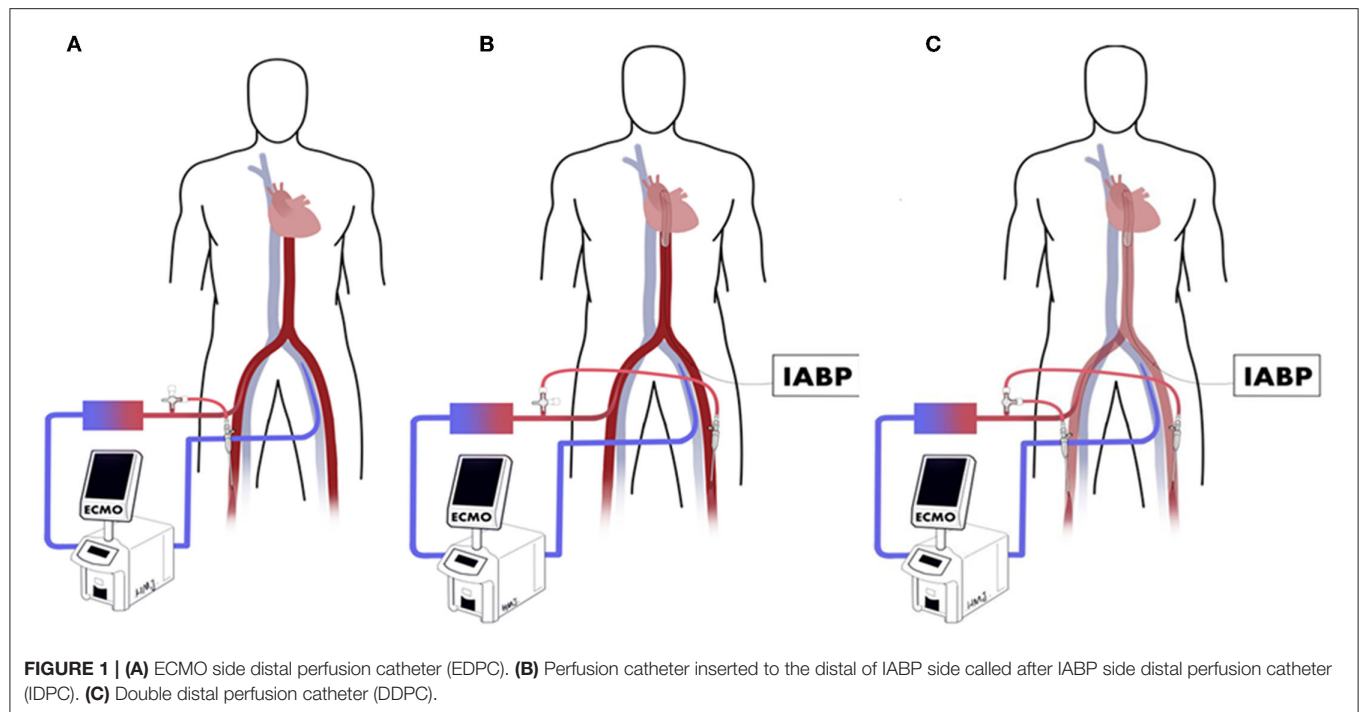 A
B
C
IABP
IABP
ECMO
ECMO
ECMO
FIGURE 1 | (A) ECMO side distal perfusion catheter (EDPC). (B) Perfusion catheter inserted to the distal of IABP side called after IABP side distal perfusion catheter
(IDPC). (C) Double distal perfusion catheter (DDPC).